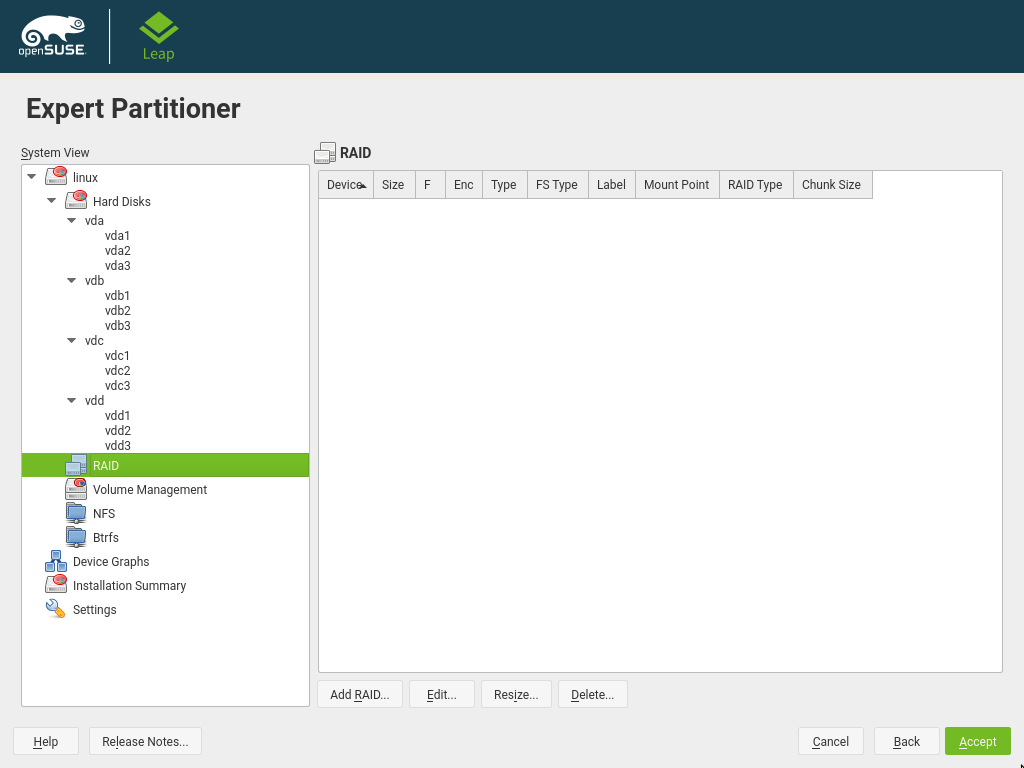 openSUSE
Leap
Expert Partitioner
System View
linux
Hard Disks
vda
vda1
vda2
vda3
vdb
vdb1
vdb2
vdb3
vdc
vdc1
vdc2
vdc3
vdd
vdd1
vdd2
vdd3
RAID
Volume Management
NFS
Btrfs
Device Graphs
Installation Summary
Settings
RAID
Device Size F Enc Type FS Type Label Mount Point RAID Type Chunk Size
Add RAID... Edit... Resize... Delete...
Help Release Notes... Cancel Back Accept